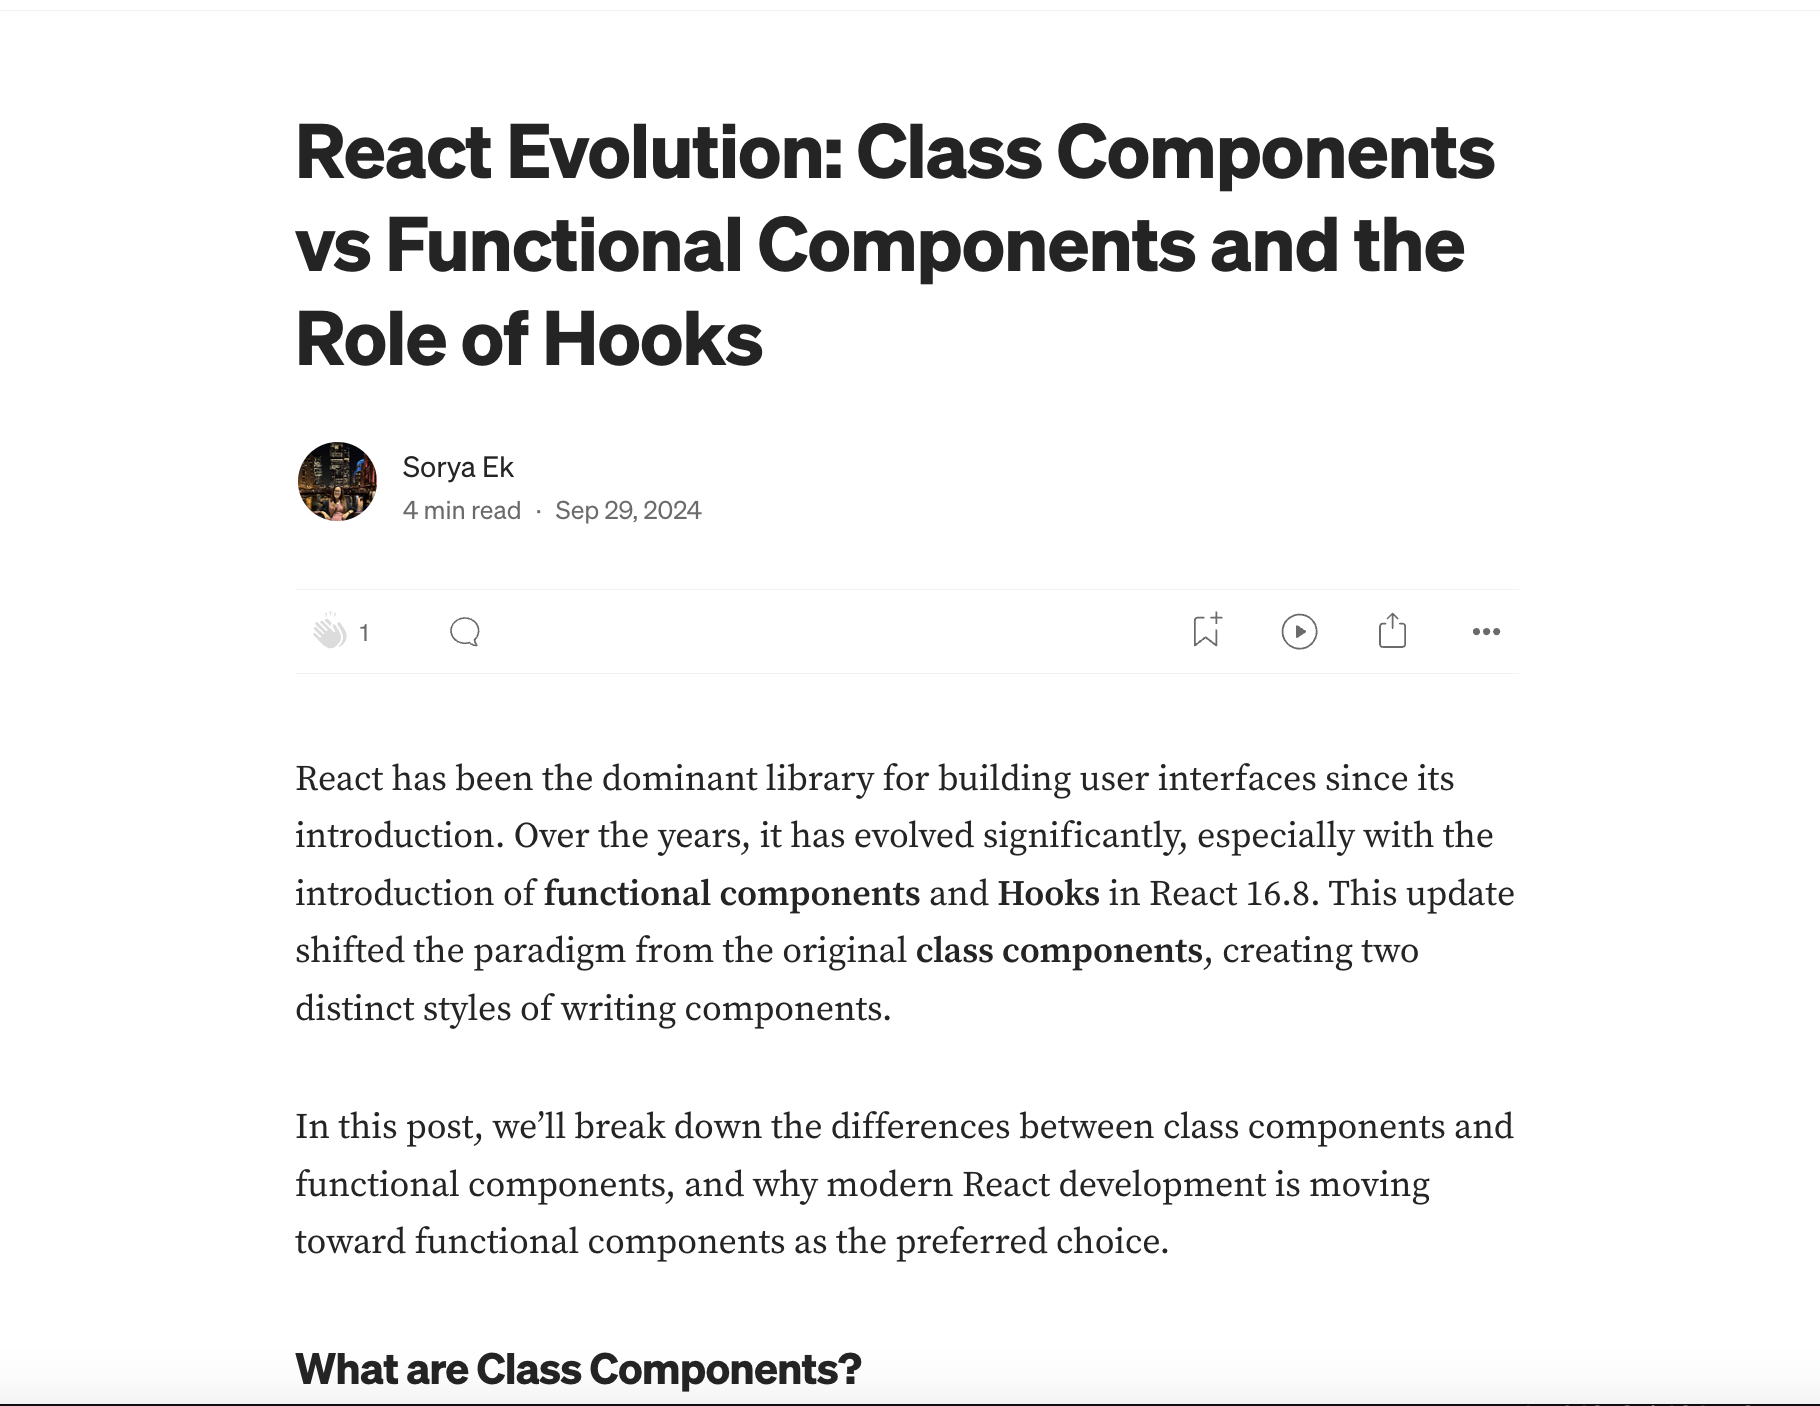 React Evolution: Class Components
vs Functional Components and the
Role of Hooks
Sorya Ek
4 min read · Sep 29, 2024
1
React has been the dominant library for building user interfaces since its
introduction. Over the years, it has evolved significantly, especially with the
introduction of functional components and Hooks in React 16.8. This update
shifted the paradigm from the original class components, creating two
distinct styles of writing components.
In this post, we’ll break down the differences between class components and
functional components, and why modern React development is moving
toward functional components as the preferred choice.
What are Class Components?